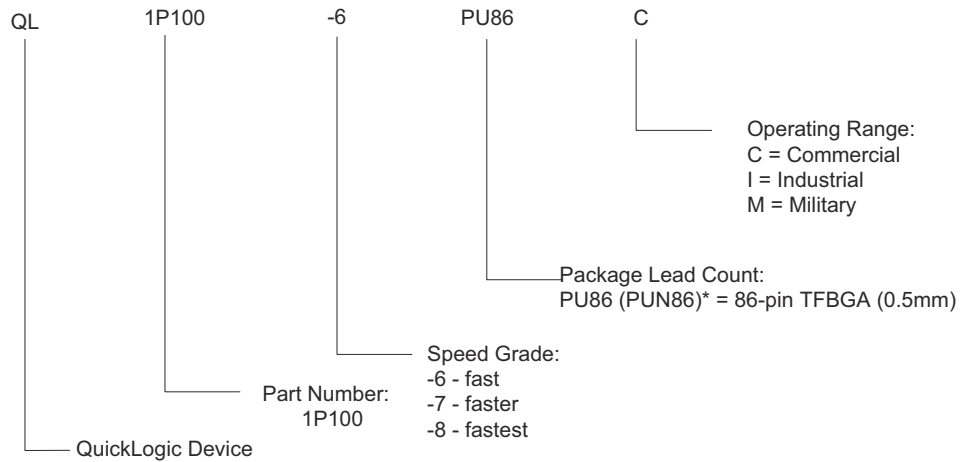 QL 1P100 -6 PU86 C
Operating Range:
C = Commercial
I = Industrial
M = Military
Package Lead Count:
PU86 (PUN86)* = 86-pin TFBGA (0.5mm)
Speed Grade:
-6 - fast
-7 - faster
-8 - fastest
Part Number:
1P100
QuickLogic Device